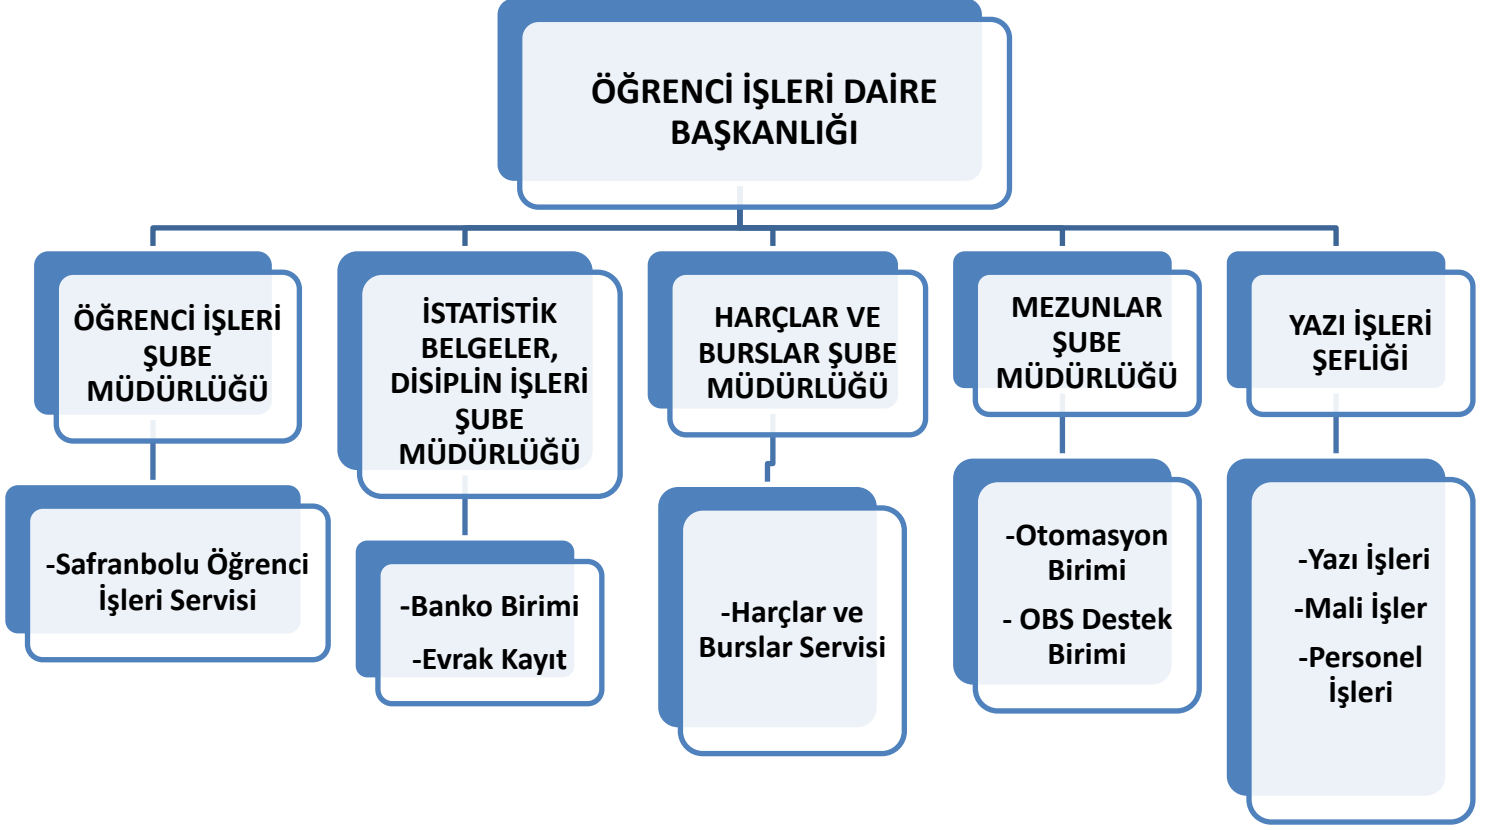 ÖĞRENCİ İŞLERİ DAİRE
BAŞKANLIĞI
ÖĞRENCİ İŞLERİ
ŞUBE
MÜDÜRLÜĞÜ
-Safranbolu Öğrenci
İşleri Servisi
İSTATİSTİK
BELGELER,
DİSİPLİN İŞLERİ
ŞUBE
MÜDÜRLÜĞÜ
-Banko Birimi
-Evrak Kayıt
HARÇLAR VE
BURSLAR ŞUBE
MÜDÜRLÜĞÜ
-Harçlar ve
Burslar Servisi
MEZUNLAR
ŞUBE
MÜDÜRLÜĞÜ
-Otomasyon
Birimi
- OBS Destek
Birimi
YAZI İŞLERİ
ŞEFLİĞİ
-Yazı İşleri
-Mali İşler
-Personel
İşleri